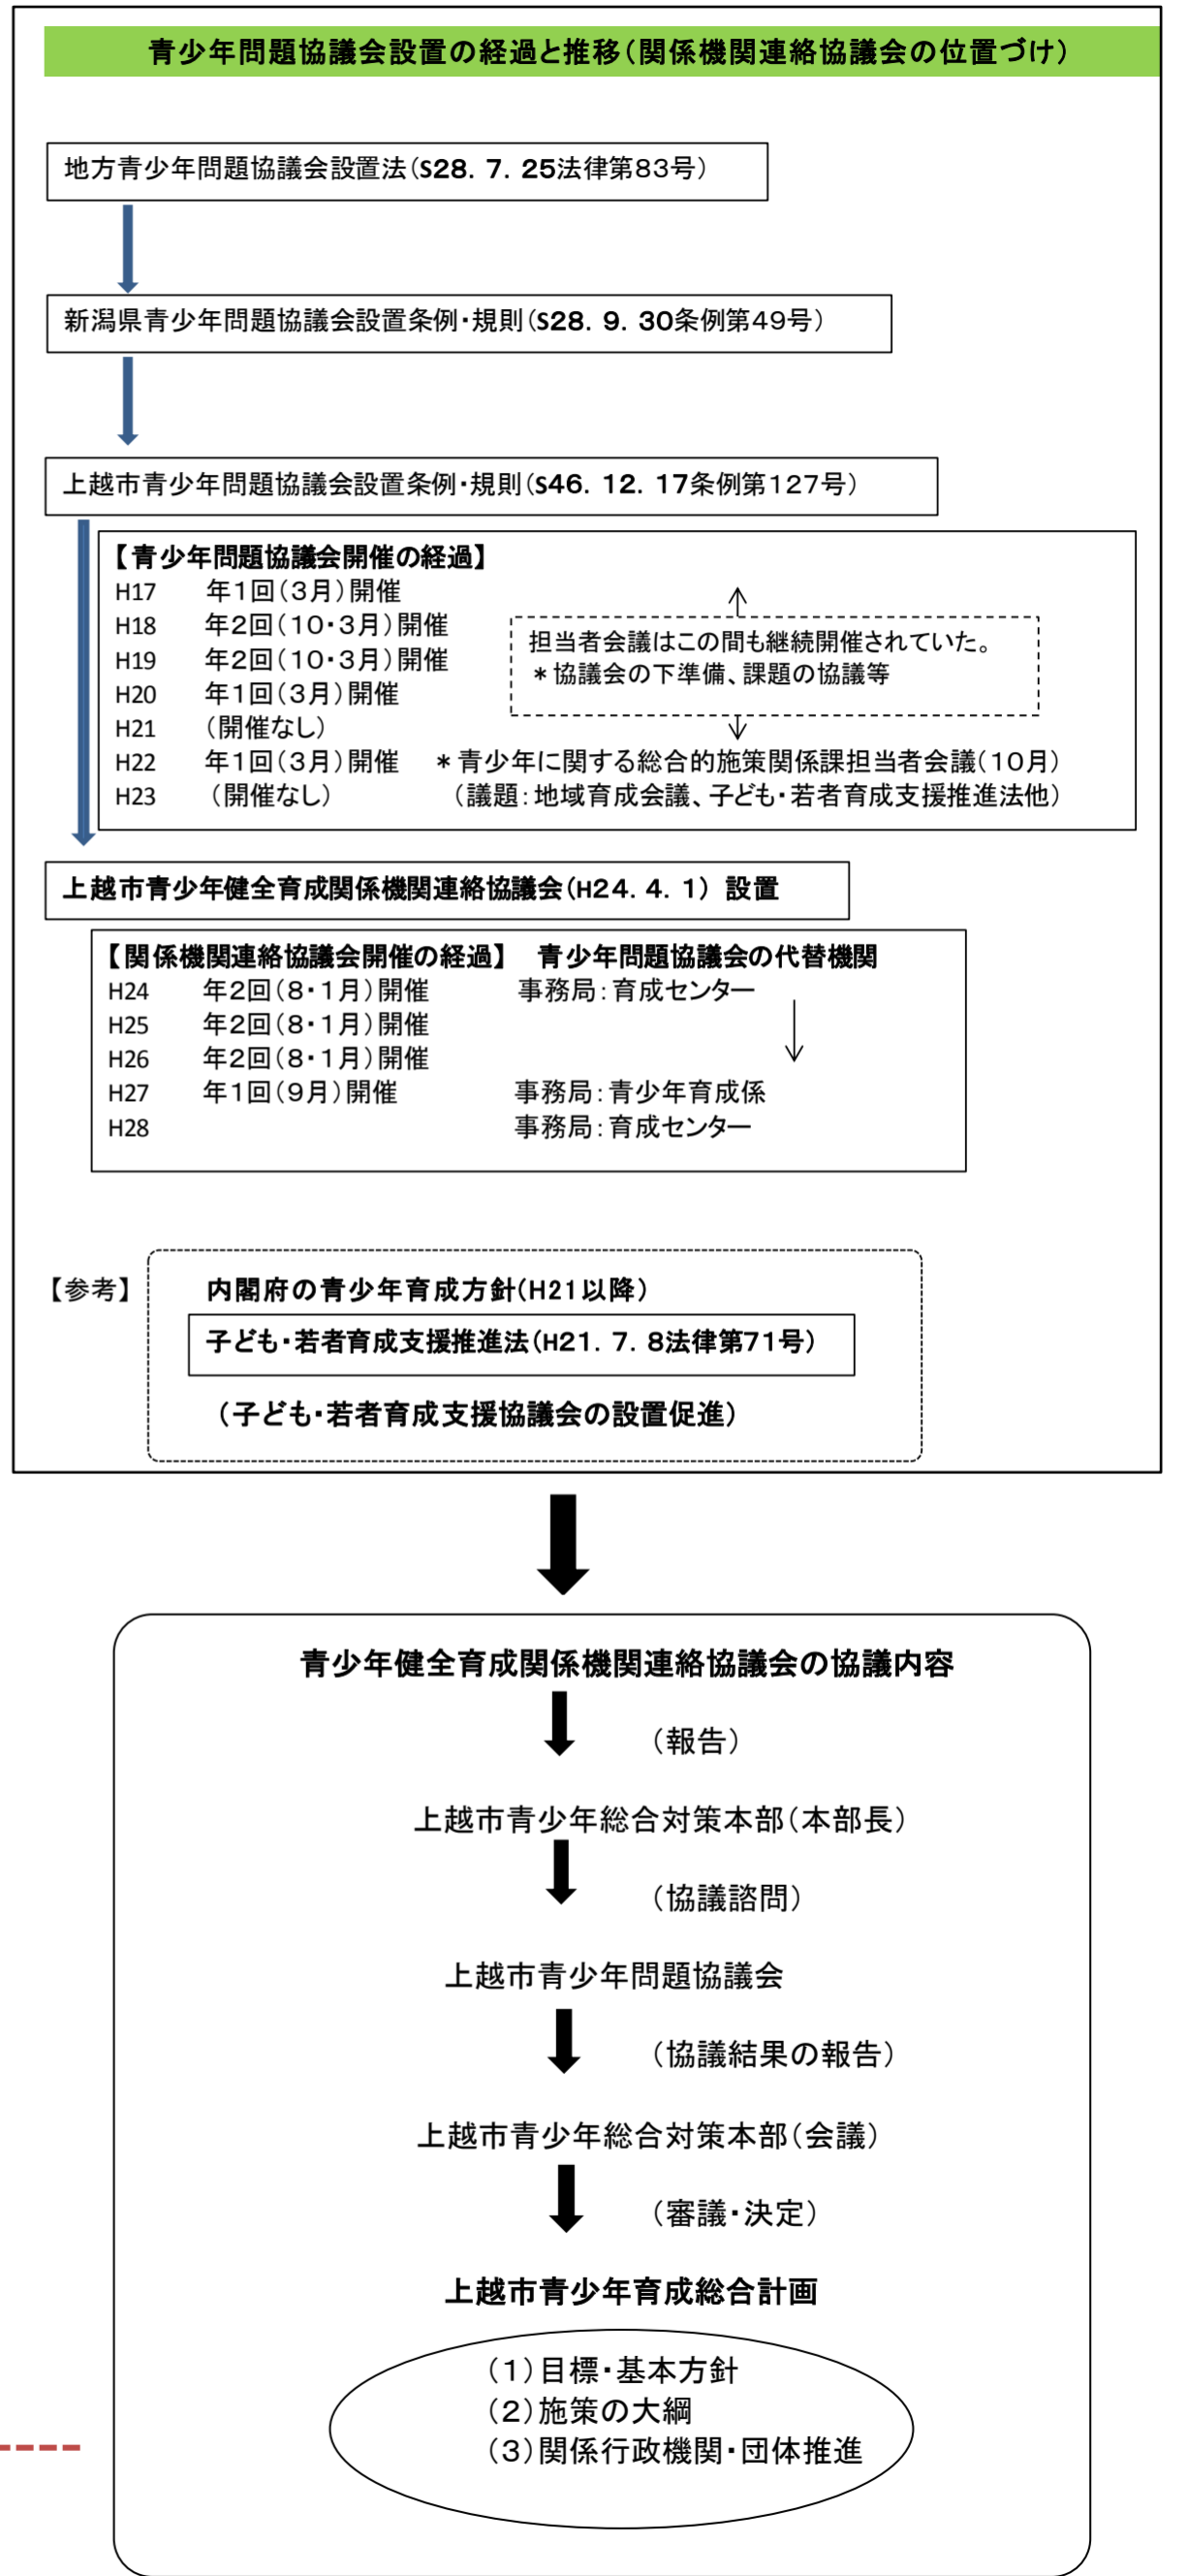 青少年問題協議会設置の経過と推移（関係機関連絡協議会の位置づけ）
地方青少年問題協議会設置法（S28．7．25法律第83号）
新潟県青少年問題協議会設置条例・規則（S28．9．30条例第49号）
上越市青少年問題協議会設置条例・規則（S46．12．17条例第127号）
【青少年問題協議会開催の経過】
H17　年1回（3月）開催
H18　年2回（10・3月）開催
H19　年2回（10・3月）開催
H20　年1回（3月）開催
H21　（開催なし）
担当者会議はこの間も継続開催されていた。
＊協議会の下準備、課題の協議等
H22　年1回（3月）開催　＊青少年に関する総合的施策関係課担当者会議（10月）
H23　（開催なし）　（議題：地域育成会議、子ども・若者育成支援推進法他）
上越市青少年健全育成関係機関連絡協議会（H24．4．1）設置
【関係機関連絡協議会開催の経過】　青少年問題協議会の代替機関
H24　年2回（8・1月）開催　事務局：育成センター
H25　年2回（8・1月）開催
H26　年2回（8・1月）開催
H27　年1回（9月）開催　事務局：青少年育成係
H28　事務局：育成センター
【参考】　内閣府の青少年育成方針（H21以降）
子ども・若者育成支援推進法（H21．7．8法律第71号）
（子ども・若者育成支援協議会の設置促進）
青少年健全育成関係機関連絡協議会の協議内容
（報告）
上越市青少年総合対策本部（本部長）
（協議諮問）
上越市青少年問題協議会
（協議結果の報告）
上越市青少年総合対策本部（会議）
（審議・決定）
上越市青少年育成総合計画
（1）目標・基本方針
（2）施策の大綱
（3）関係行政機関・団体推進